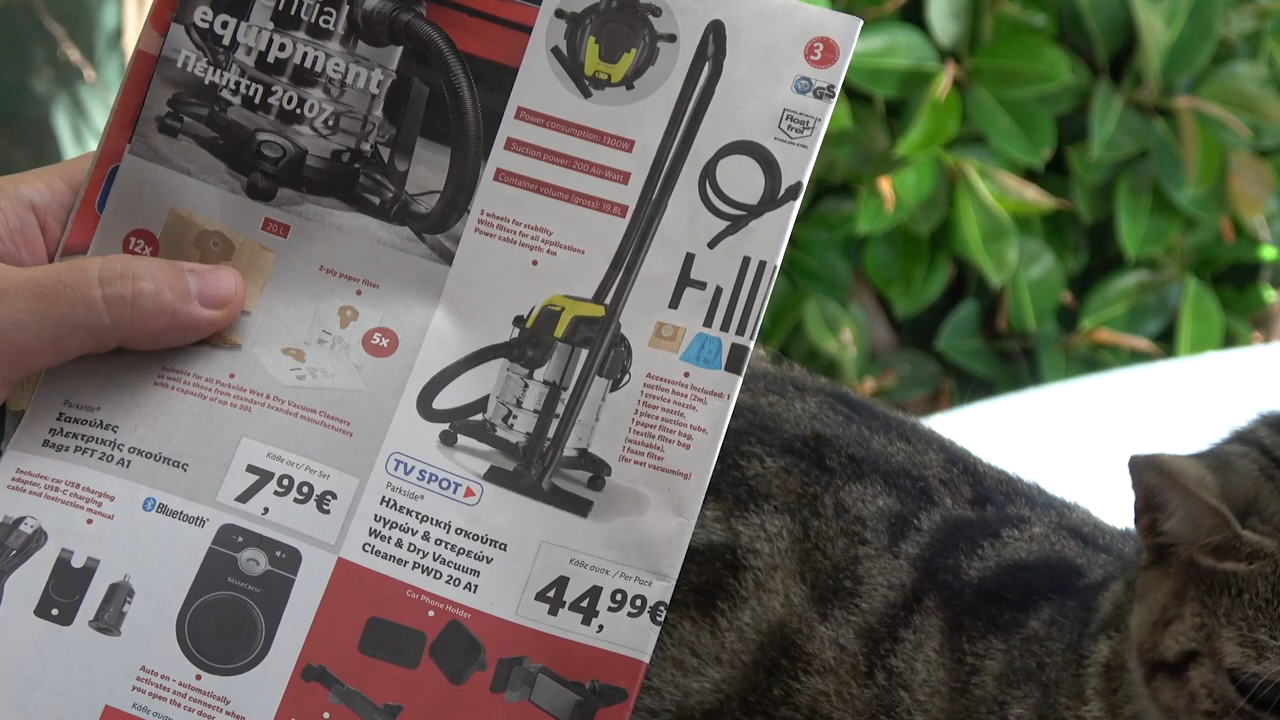 equipment
Πέμπτη 20.07.
3
GS
Rost
frei
STAINLESS STEEL
Power consumption: 1300W
Suction power: 200 Air-Watt
Container volume (gross): 19.8L
5 wheels for stability
With filters for all applications
Power cable length: 4m
12x
20 L
2-ply paper filter
5x
Suitable for all Parkside Wet & Dry Vacuum Cleaners
as well as those from standard branded manufacturers
with a capacity of up to 20L
Parkside®
Σακούλες
ηλεκτρικής σκούπας
Bags PFT 20 A1
Κάθε σετ/ Per Set
7,99€
Accessories included: 1
suction hose (2m),
1 crevice nozzle,
1 floor nozzle,
3 piece suction tube,
1 paper filter bag,
1 textile filter bag
(washable),
1 foam filter
(for wet vacuuming)
TV SPOT
Parkside®
Ηλεκτρική σκούπα
υγρών & στερεών
Wet & Dry Vacuum
Cleaner PWD 20 A1
Κάθε συσκ. / Per Pack
44,99€
Includes: car USB charging
adaptor, USB-C charging
cable and instruction manual
Bluetooth®
SILVERCREST
Auto on – automatically
activates and connects when
you open the car door
Κάθε συσκ.
Car Phone Holder